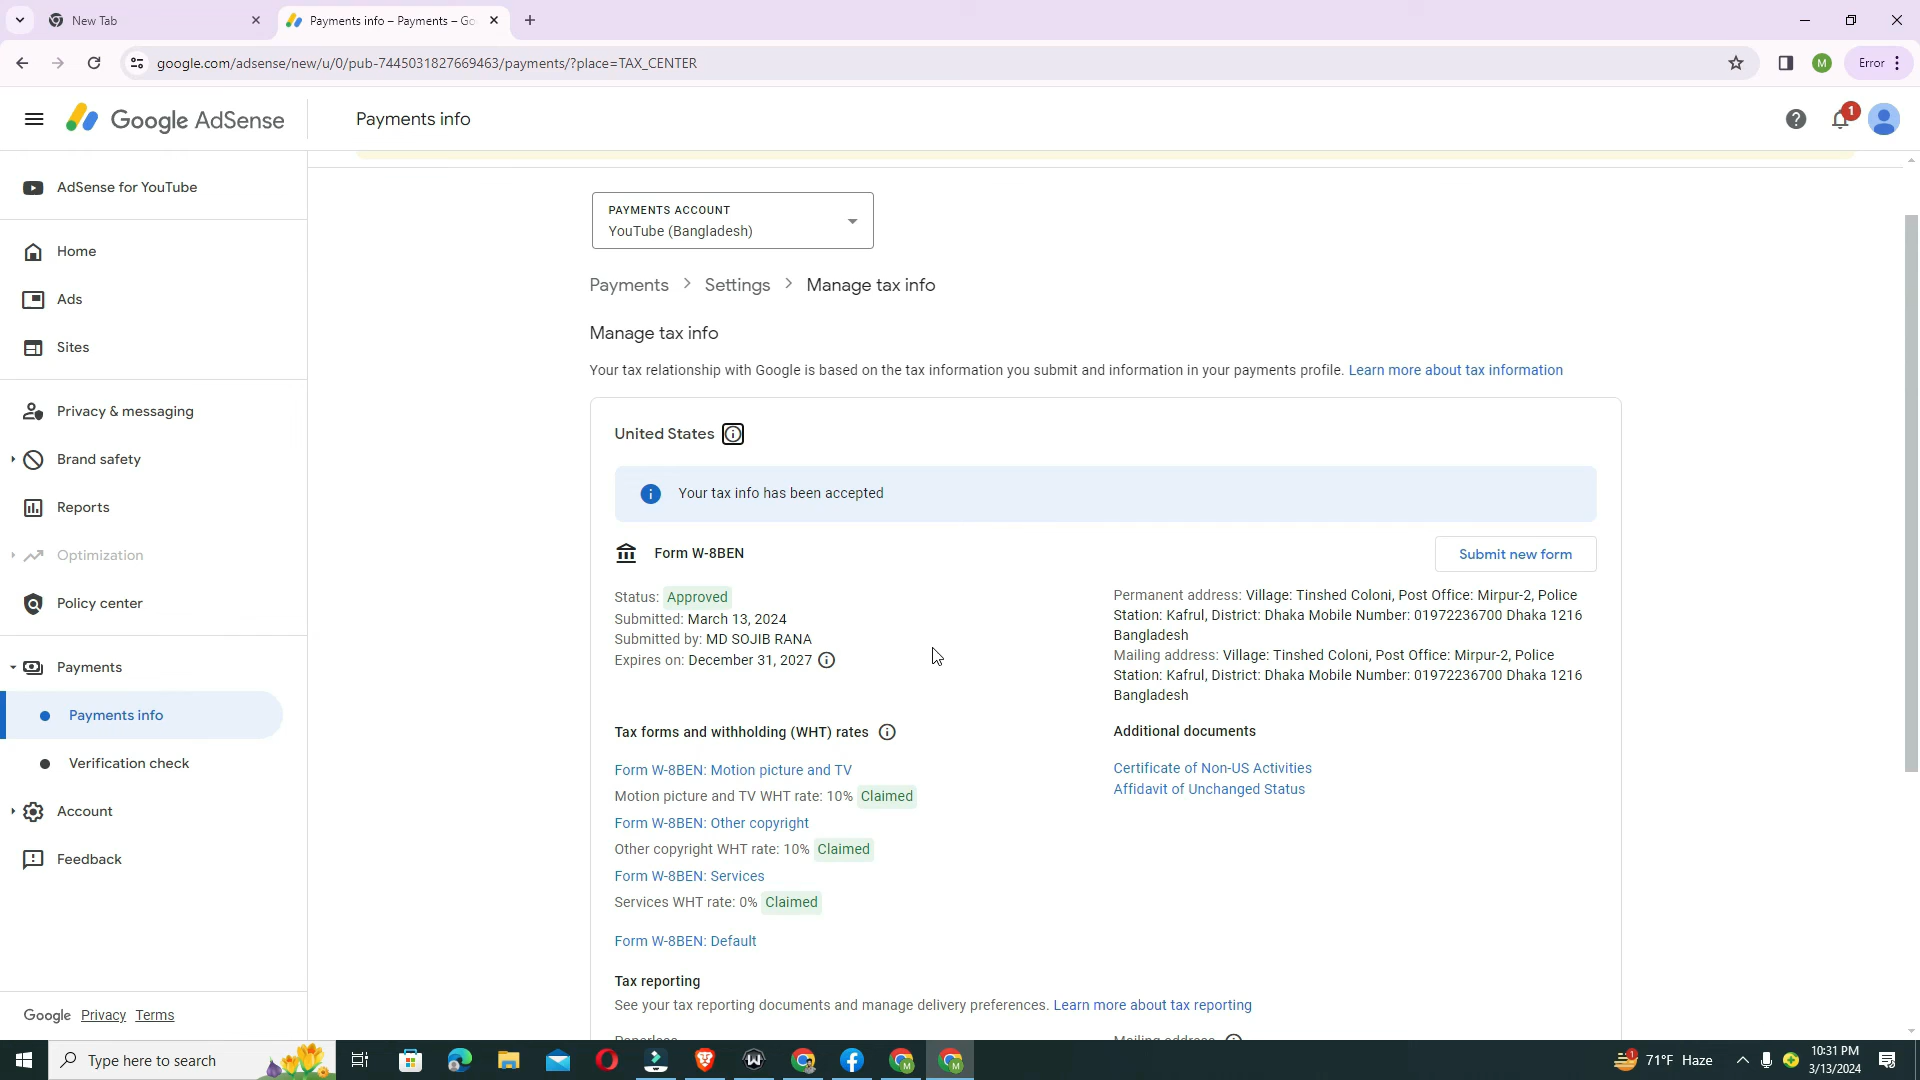 New Tab
Payments info – Payments – Go
google.com/adsense/new/u/0/pub-7445031827669463/payments/?place=TAX_CENTER
M
Error
Google AdSense
Payments info
1
AdSense for YouTube
Home
Ads
Sites
Privacy & messaging
Brand safety
Reports
Optimization
Policy center
Payments
Payments info
Verification check
Account
Feedback
Google Privacy Terms
PAYMENTS ACCOUNT
YouTube (Bangladesh)
Payments > Settings > Manage tax info
Manage tax info
Your tax relationship with Google is based on the tax information you submit and information in your payments profile. Learn more about tax information
United States
Your tax info has been accepted
Form W-8BEN
Submit new form
Status: Approved
Submitted: March 13, 2024
Submitted by: MD SOJIB RANA
Expires on: December 31, 2027
Permanent address: Village: Tinshed Coloni, Post Office: Mirpur-2, Police
Station: Kafrul, District: Dhaka Mobile Number: 01972236700 Dhaka 1216
Bangladesh
Mailing address: Village: Tinshed Coloni, Post Office: Mirpur-2, Police
Station: Kafrul, District: Dhaka Mobile Number: 01972236700 Dhaka 1216
Bangladesh
Tax forms and withholding (WHT) rates
Form W-8BEN: Motion picture and TV
Motion picture and TV WHT rate: 10% Claimed
Form W-8BEN: Other copyright
Other copyright WHT rate: 10% Claimed
Form W-8BEN: Services
Services WHT rate: 0% Claimed
Form W-8BEN: Default
Additional documents
Certificate of Non-US Activities
Affidavit of Unchanged Status
Tax reporting
See your tax reporting documents and manage delivery preferences. Learn more about tax reporting
Paperless
Mailing address
Type here to search
1
71°F Haze
10:31 PM
3/13/2024